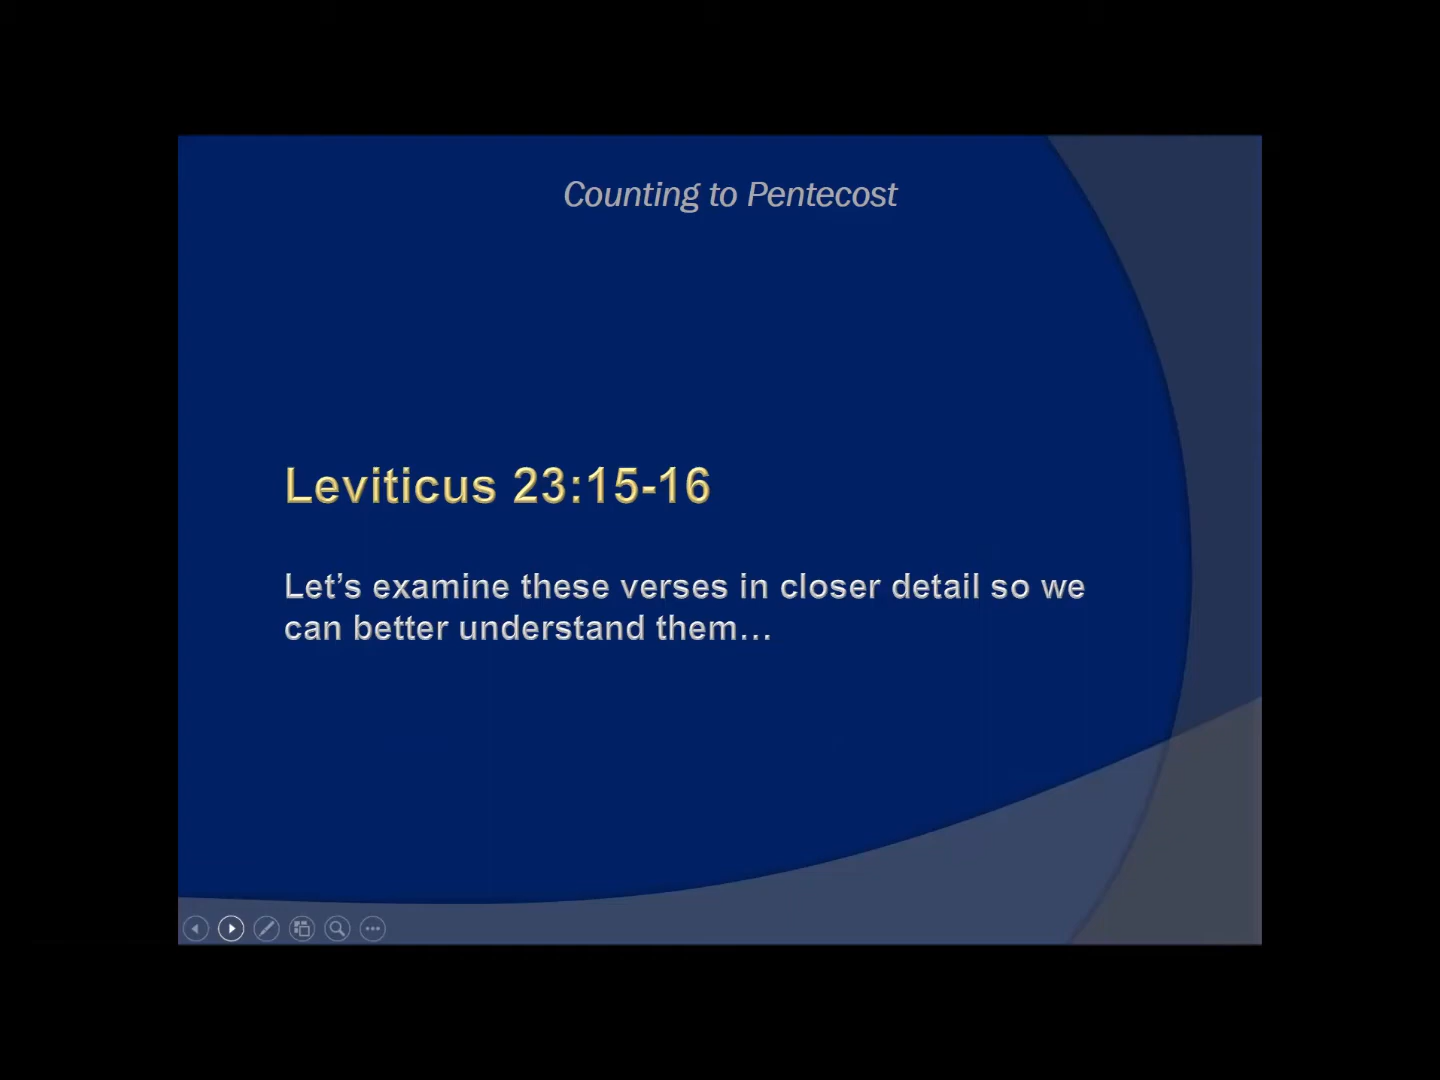 Counting to Pentecost
Leviticus 23:15-16
Let’s examine these verses in closer detail so we
can better understand them…